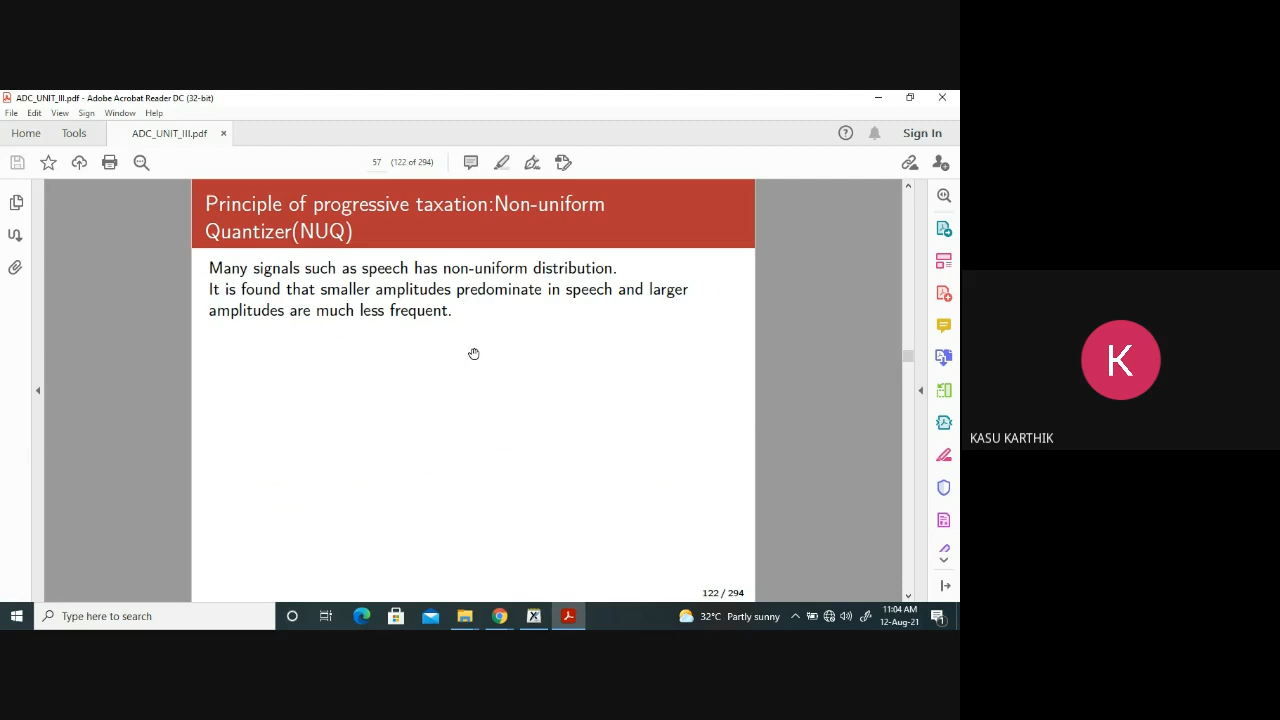 ADC_UNIT_III.pdf - Adobe Acrobat Reader DC (32-bit)
File Edit View Sign Window Help
Home Tools ADC_UNIT_III.pdf × Sign In
57 (122 of 294)
Principle of progressive taxation:Non-uniform
Quantizer(NUQ)
Many signals such as speech has non-uniform distribution.
It is found that smaller amplitudes predominate in speech and larger
amplitudes are much less frequent.
122 / 294
K
KASU KARTHIK
Type here to search
32°C Partly sunny
11:04 AM
12-Aug-21
1